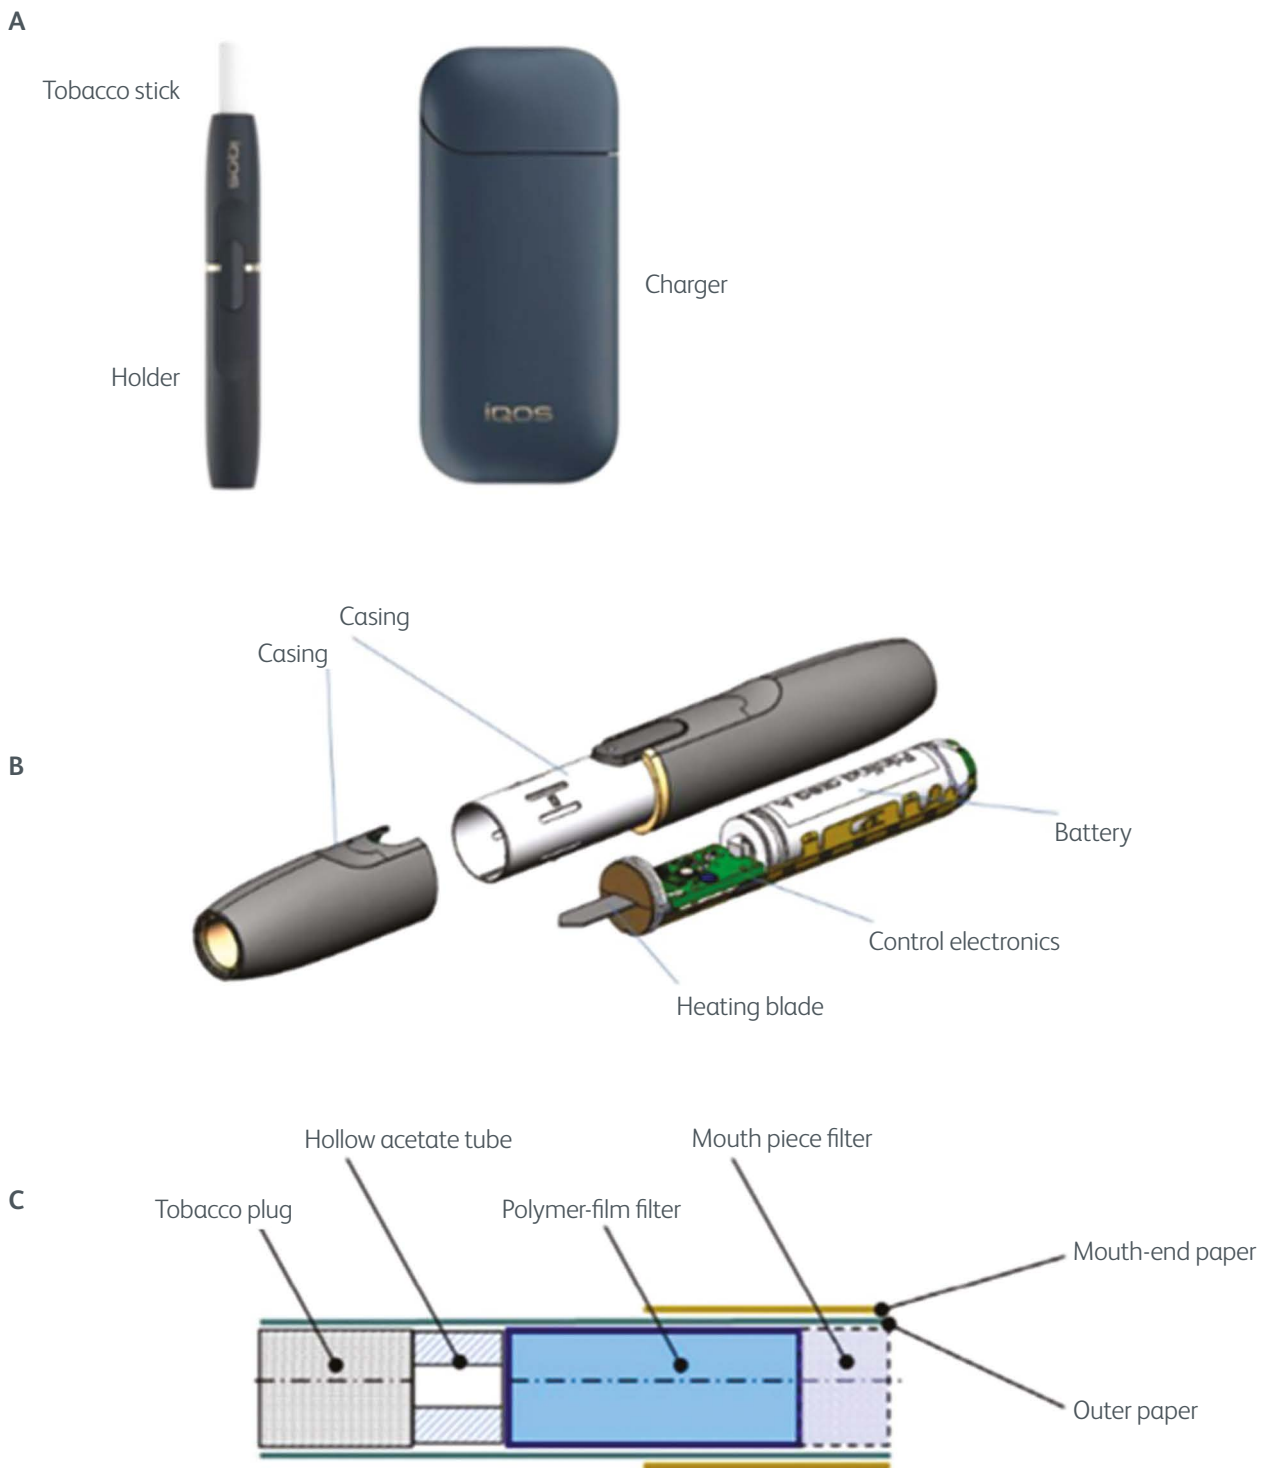 A
Tobacco stick
IQOS
Charger
Holder
IQOS
Casing
Casing
B
Battery
Control electronics
Heating blade
Hollow acetate tube
Mouth piece filter
C
Tobacco plug
Polymer-film filter
Mouth-end paper
Outer paper